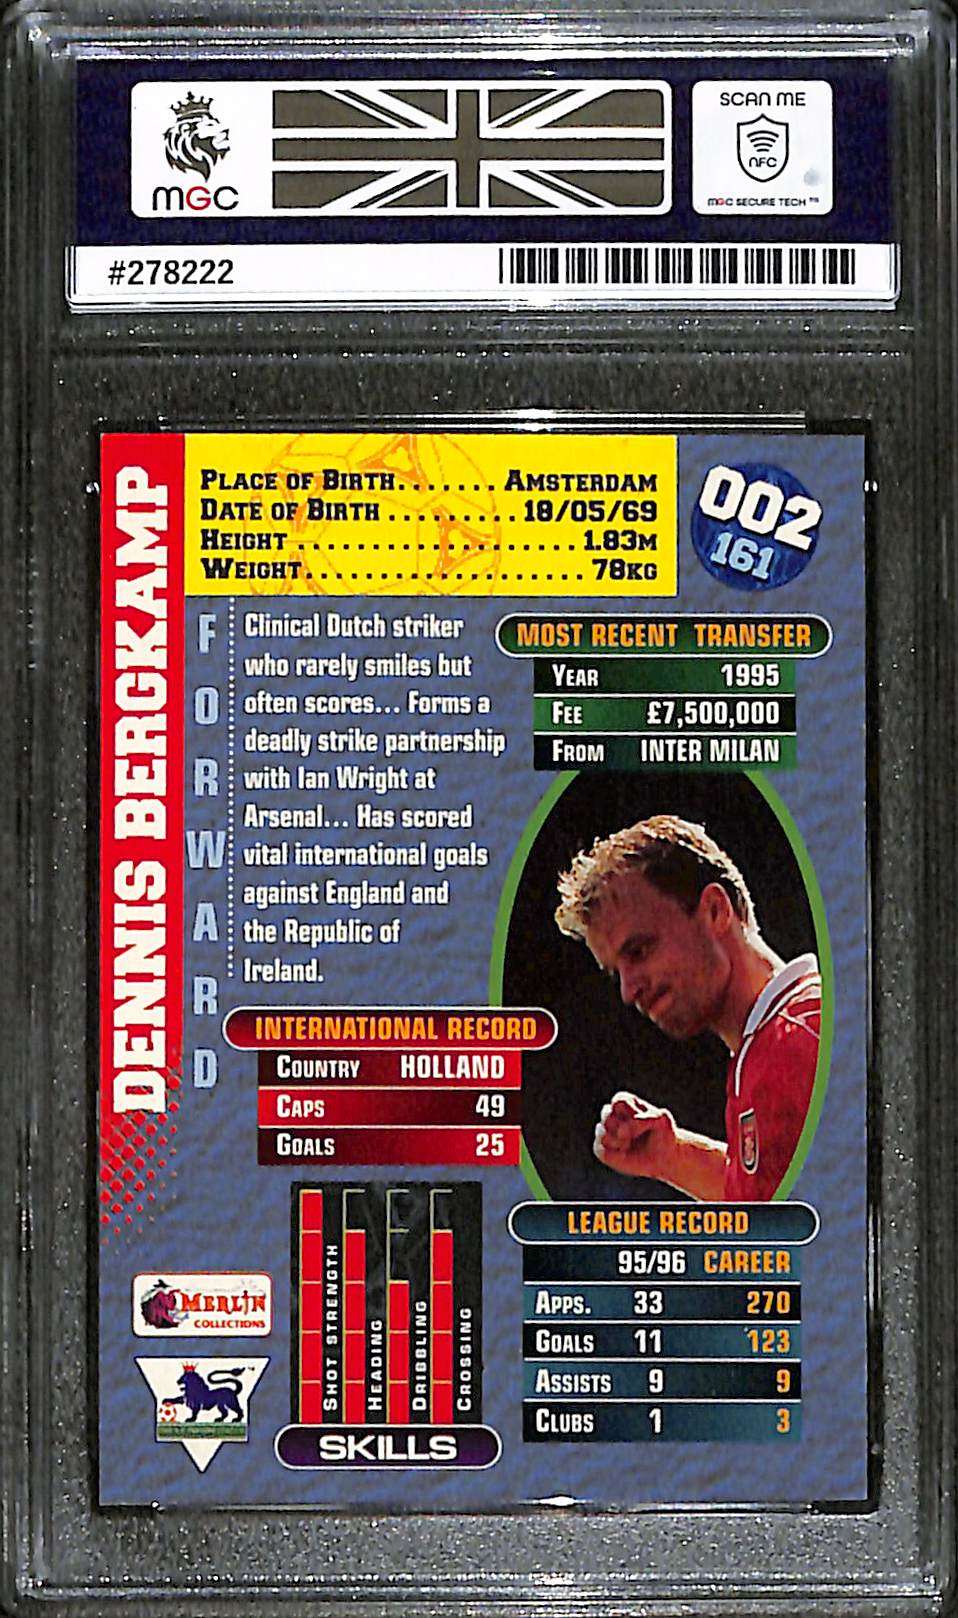 MGC
SCAN ME
NFC
MGC SECURE TECH ™
#278222
DENNIS BERGKAMP
PLACE OF BIRTH....... AMSTERDAM
DATE OF BIRTH .........18/05/69
HEIGHT ...................1.83M
WEIGHT....................78KG
002
161
FORWARD
Clinical Dutch striker
who rarely smiles but
often scores... Forms a
deadly strike partnership
with Ian Wright at
Arsenal... Has scored
vital international goals
against England and
the Republic of
Ireland.
MOST RECENT TRANSFER
YEAR 1995
FEE £7,500,000
FROM INTER MILAN
INTERNATIONAL RECORD
COUNTRY HOLLAND
CAPS 49
GOALS 25
SHOT STRENGTH
HEADING
DRIBBLING
CROSSING
SKILLS
MERLIN
COLLECTIONS
LEAGUE RECORD
95/96 CAREER
APPS. 33 270
GOALS 11 123
ASSISTS 9 9
CLUBS 1 3